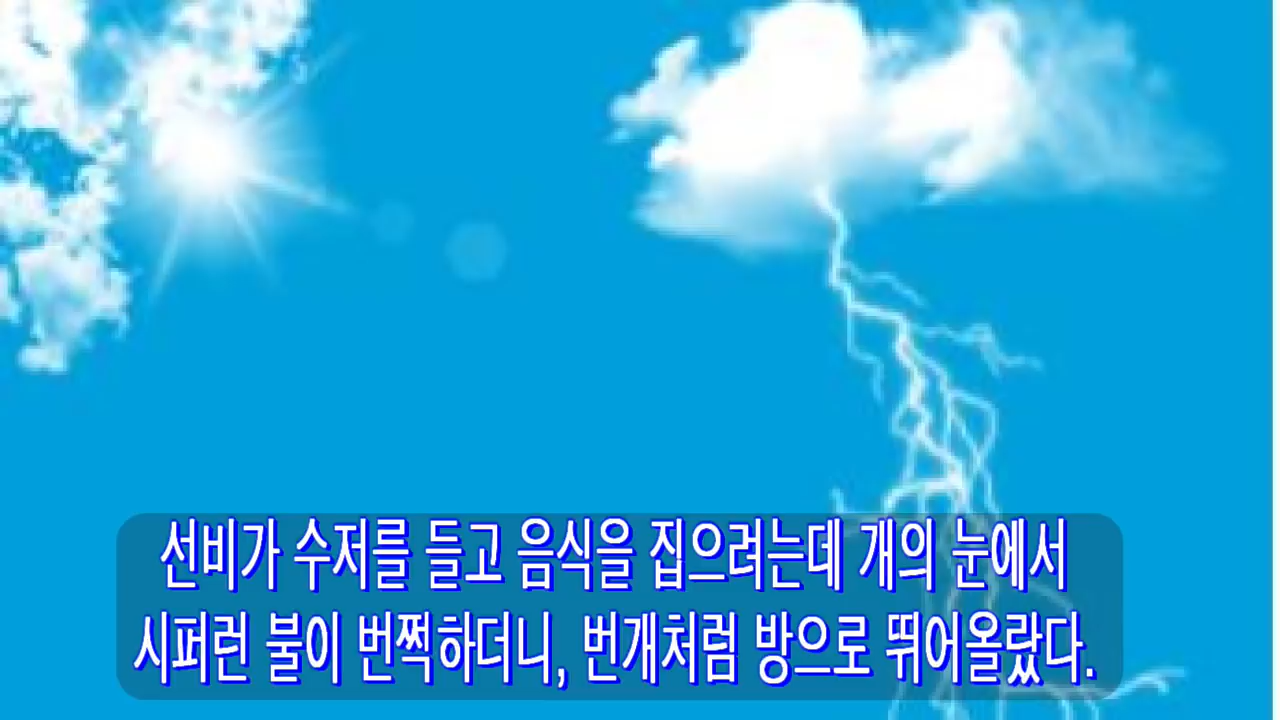 선비가 수저를 들고 음식을 집으려는데 개의 눈에서
시퍼런 불이 번쩍하더니, 번개처럼 방으로 뛰어올랐다.